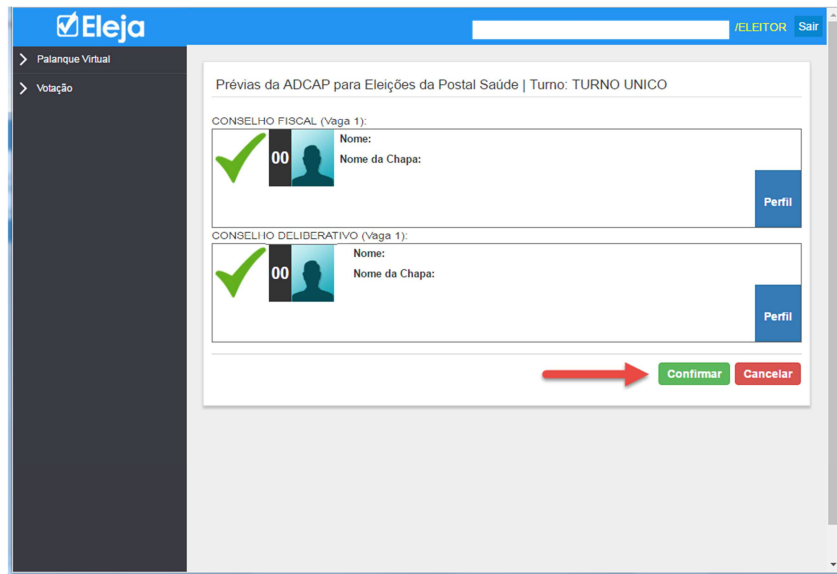 Eleja
/ELEITOR Sair
Palanque Virtual
Votação
Prévias da ADCAP para Eleições da Postal Saúde | Turno: TURNO UNICO
CONSELHO FISCAL (Vaga 1):
00
Nome:
Nome da Chapa:
Perfil
CONSELHO DELIBERATIVO (Vaga 1):
00
Nome:
Nome da Chapa:
Perfil
Confirmar Cancelar